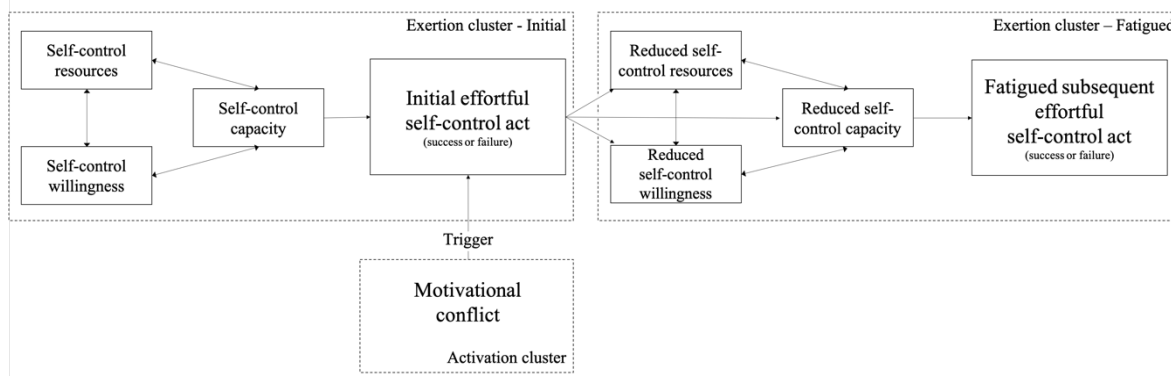 Exertion cluster - Initial
Self-control
resources
Self-control
capacity
Self-control
willingness
Initial effortful
self-control act
(success or failure)
Trigger
Motivational
conflict
Activation cluster
Exertion cluster – Fatigued
Reduced self-
control resources
Reduced self-
control capacity
Reduced
self-control
willingness
Fatigued subsequent
effortful
self-control act
(success or failure)